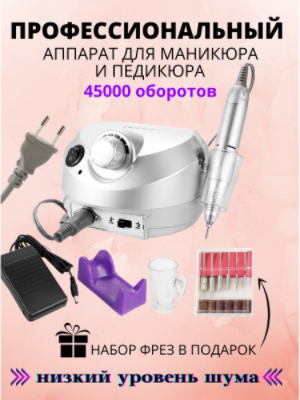 ПРОФЕССИОНАЛЬНЫЙ
АППАРАТ ДЛЯ МАНИКЮРА
И ПЕДИКЮРА
45000 оборотов
НАБОР ФРЕЗ В ПОДАРОК
низкий уровень шума